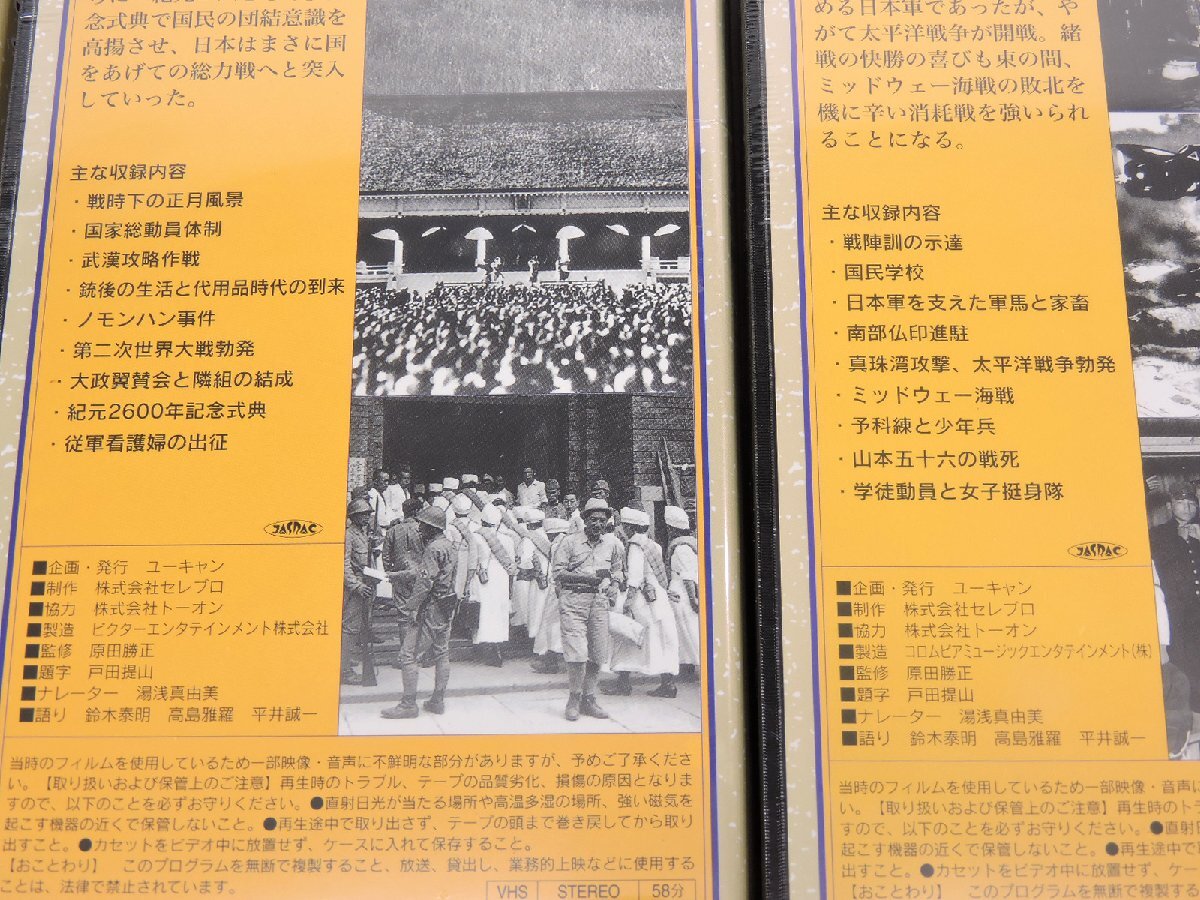 念式典で国民の団結意識を
高揚させ、日本はまさに国
をあげての総力戦へと突入
していった。
主な収録内容
・戦時下の正月風景
・国家総動員体制
・武漢攻略作戦
・銃後の生活と代用品時代の到来
・ノモンハン事件
・第二次世界大戦勃発
・大政翼賛会と隣組の結成
・紀元2600年記念式典
・従軍看護婦の出征
JASRAC
■企画・発行 ユーキャン
■制作 株式会社セレブロ
■協力 株式会社トーオン
■製造 ビクターエンタテインメント株式会社
■監修 原田勝正
■題字 戸田提山
■ナレーター 湯浅真由美
■語り 鈴木泰明 高島雅羅 平井誠一
当時のフィルムを使用しているため一部映像・音声に不鮮明な部分がありますが、予めご了承くださ
い。【取り扱いおよび保管上のご注意】再生時のトラブル、テープの品質劣化、損傷の原因となりま
すので、以下のことを必ずお守りください。●直射日光が当たる場所や高温多湿の場所、強い磁気を
起こす機器の近くで保管しないこと。●再生途中で取り出さず、テープの頭まで巻き戻してから取り
出すこと。●カセットをビデオ中に放置せず、ケースに入れて保存すること。
【おことわり】 このプログラムを無断で複製すること、放送、貸出し、業務的上映などに使用する
ことは、法律で禁止されています。
VHS STEREO 58分
める日本軍であったが、や
がて太平洋戦争が開戦。緒
戦の快勝の喜びも束の間、
ミッドウェー海戦の敗北を
機に辛い消耗戦を強いられ
ることになる。
主な収録内容
・戦陣訓の示達
・国民学校
・日本軍を支えた軍馬と家畜
・南部仏印進駐
・真珠湾攻撃、太平洋戦争勃発
・ミッドウェー海戦
・予科練と少年兵
・山本五十六の戦死
・学徒動員と女子挺身隊
JASRAC
■企画・発行 ユーキャン
■制作 株式会社セレブロ
■協力 株式会社トーオン
■製造 コロムビアミュージックエンタテインメント(株)
■監修 原田勝正
■題字 戸田提山
■ナレーター 湯浅真由美
■語り 鈴木泰明 高島雅羅 平井誠一
当時のフィルムを使用しているため一部映像・音声に
い。【取り扱いおよび保管上のご注意】再生時のト
すので、以下のことを必ずお守りください。●直射日
起こす機器の近くで保管しないこと。●再生途中で
出すこと。●カセットをビデオ中に放置せず、ケー
【おことわり】 このプログラムを無断で複製する